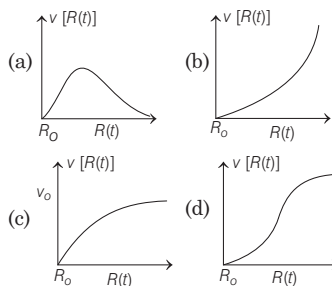 (a) v [R(t)] R_O R(t)
(b) v [R(t)] R_o R(t)
(c) v [R(t)] v_o R_o R(t)
(d) v [R(t)] R_o R(t)